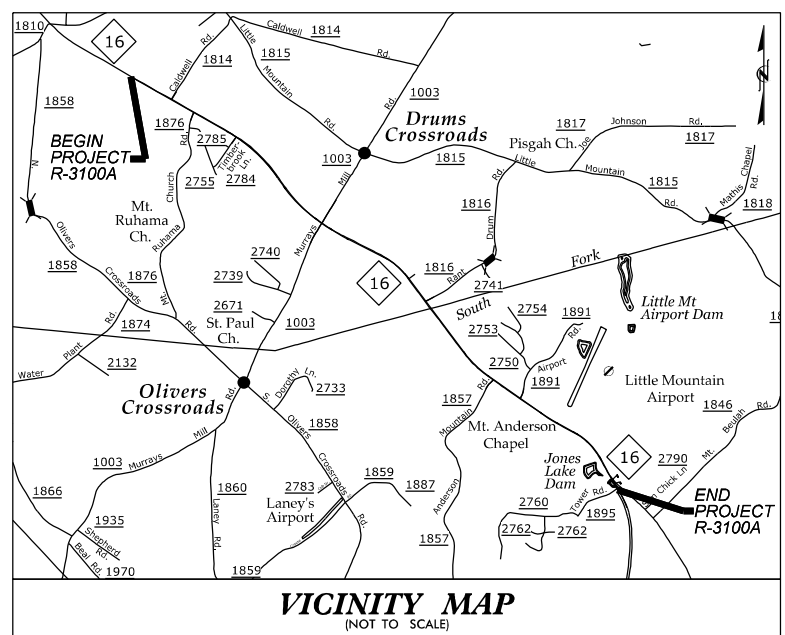 1810
16
Caldwell
1814
Rd.
Rd.
1814
Caldwell
Little
1815
Mountain
Rd.
1003
Rd.
Drums
Crossroads
1858
N
BEGIN
PROJECT
R-3100A
1876
Rd.
2785
Timber-
brook
Ln.
2755
2784
1003
Mill
1815
Little
Pisgah Ch.
1817
Joe
Johnson
Rd.
1817
Mountain
1815
Rd.
Mathis
Chapel
Rd.
1818
Church
Mt.
Ruhama
Ch.
Ruhama
Mt.
1816
Rd.
Drum
Murrays
Olivers
1858
Crossroads
Rd.
1876
2740
2739
2671
St. Paul
Ch.
1003
16
1816
Rant
2741
South
Fork
Little Mt
Airport Dam
1874
Rd.
Plant
Water
2132
2754
2753
2750
1891
Rd.
Airport
1891
Little Mountain
Airport
1846
Rd.
Beulah
Mt.
Olivers
Crossroads
Rd.
S
Dorothy
Ln.
2733
1858
Olivers
Crossroads
Rd.
1857
Rd.
Mountain
Anderson
1857
Mt. Anderson
Chapel
Jones
Lake
Dam
16
2790
Chick Ln
END
PROJECT
R-3100A
Mill
Murrays
1003
1866
1935
Shepherd
Rd.
Beal
Rd.
1970
1860
Laney
Rd.
2783
Laney's
Airport
1859
1887
1859
2760
Tower
Rd.
1895
2762
2762
VICINITY MAP
(NOT TO SCALE)